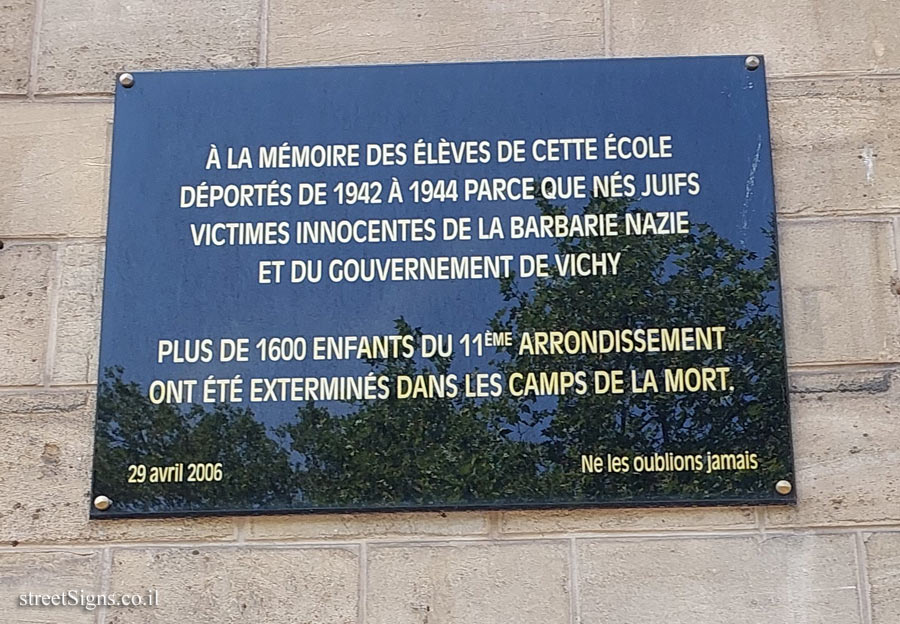 À LA MÉMOIRE DES ÉLÈVES DE CETTE ÉCOLE
DÉPORTÉS DE 1942 À 1944 PARCE QUE NÉS JUIFS
VICTIMES INNOCENTES DE LA BARBARIE NAZIE
ET DU GOUVERNEMENT DE VICHY
PLUS DE 1600 ENFANTS DU 11ÈME ARRONDISSEMENT
ONT ÉTÉ EXTERMINÉS DANS LES CAMPS DE LA MORT.
29 avril 2006
Ne les oublions jamais
streetSigns.co.il